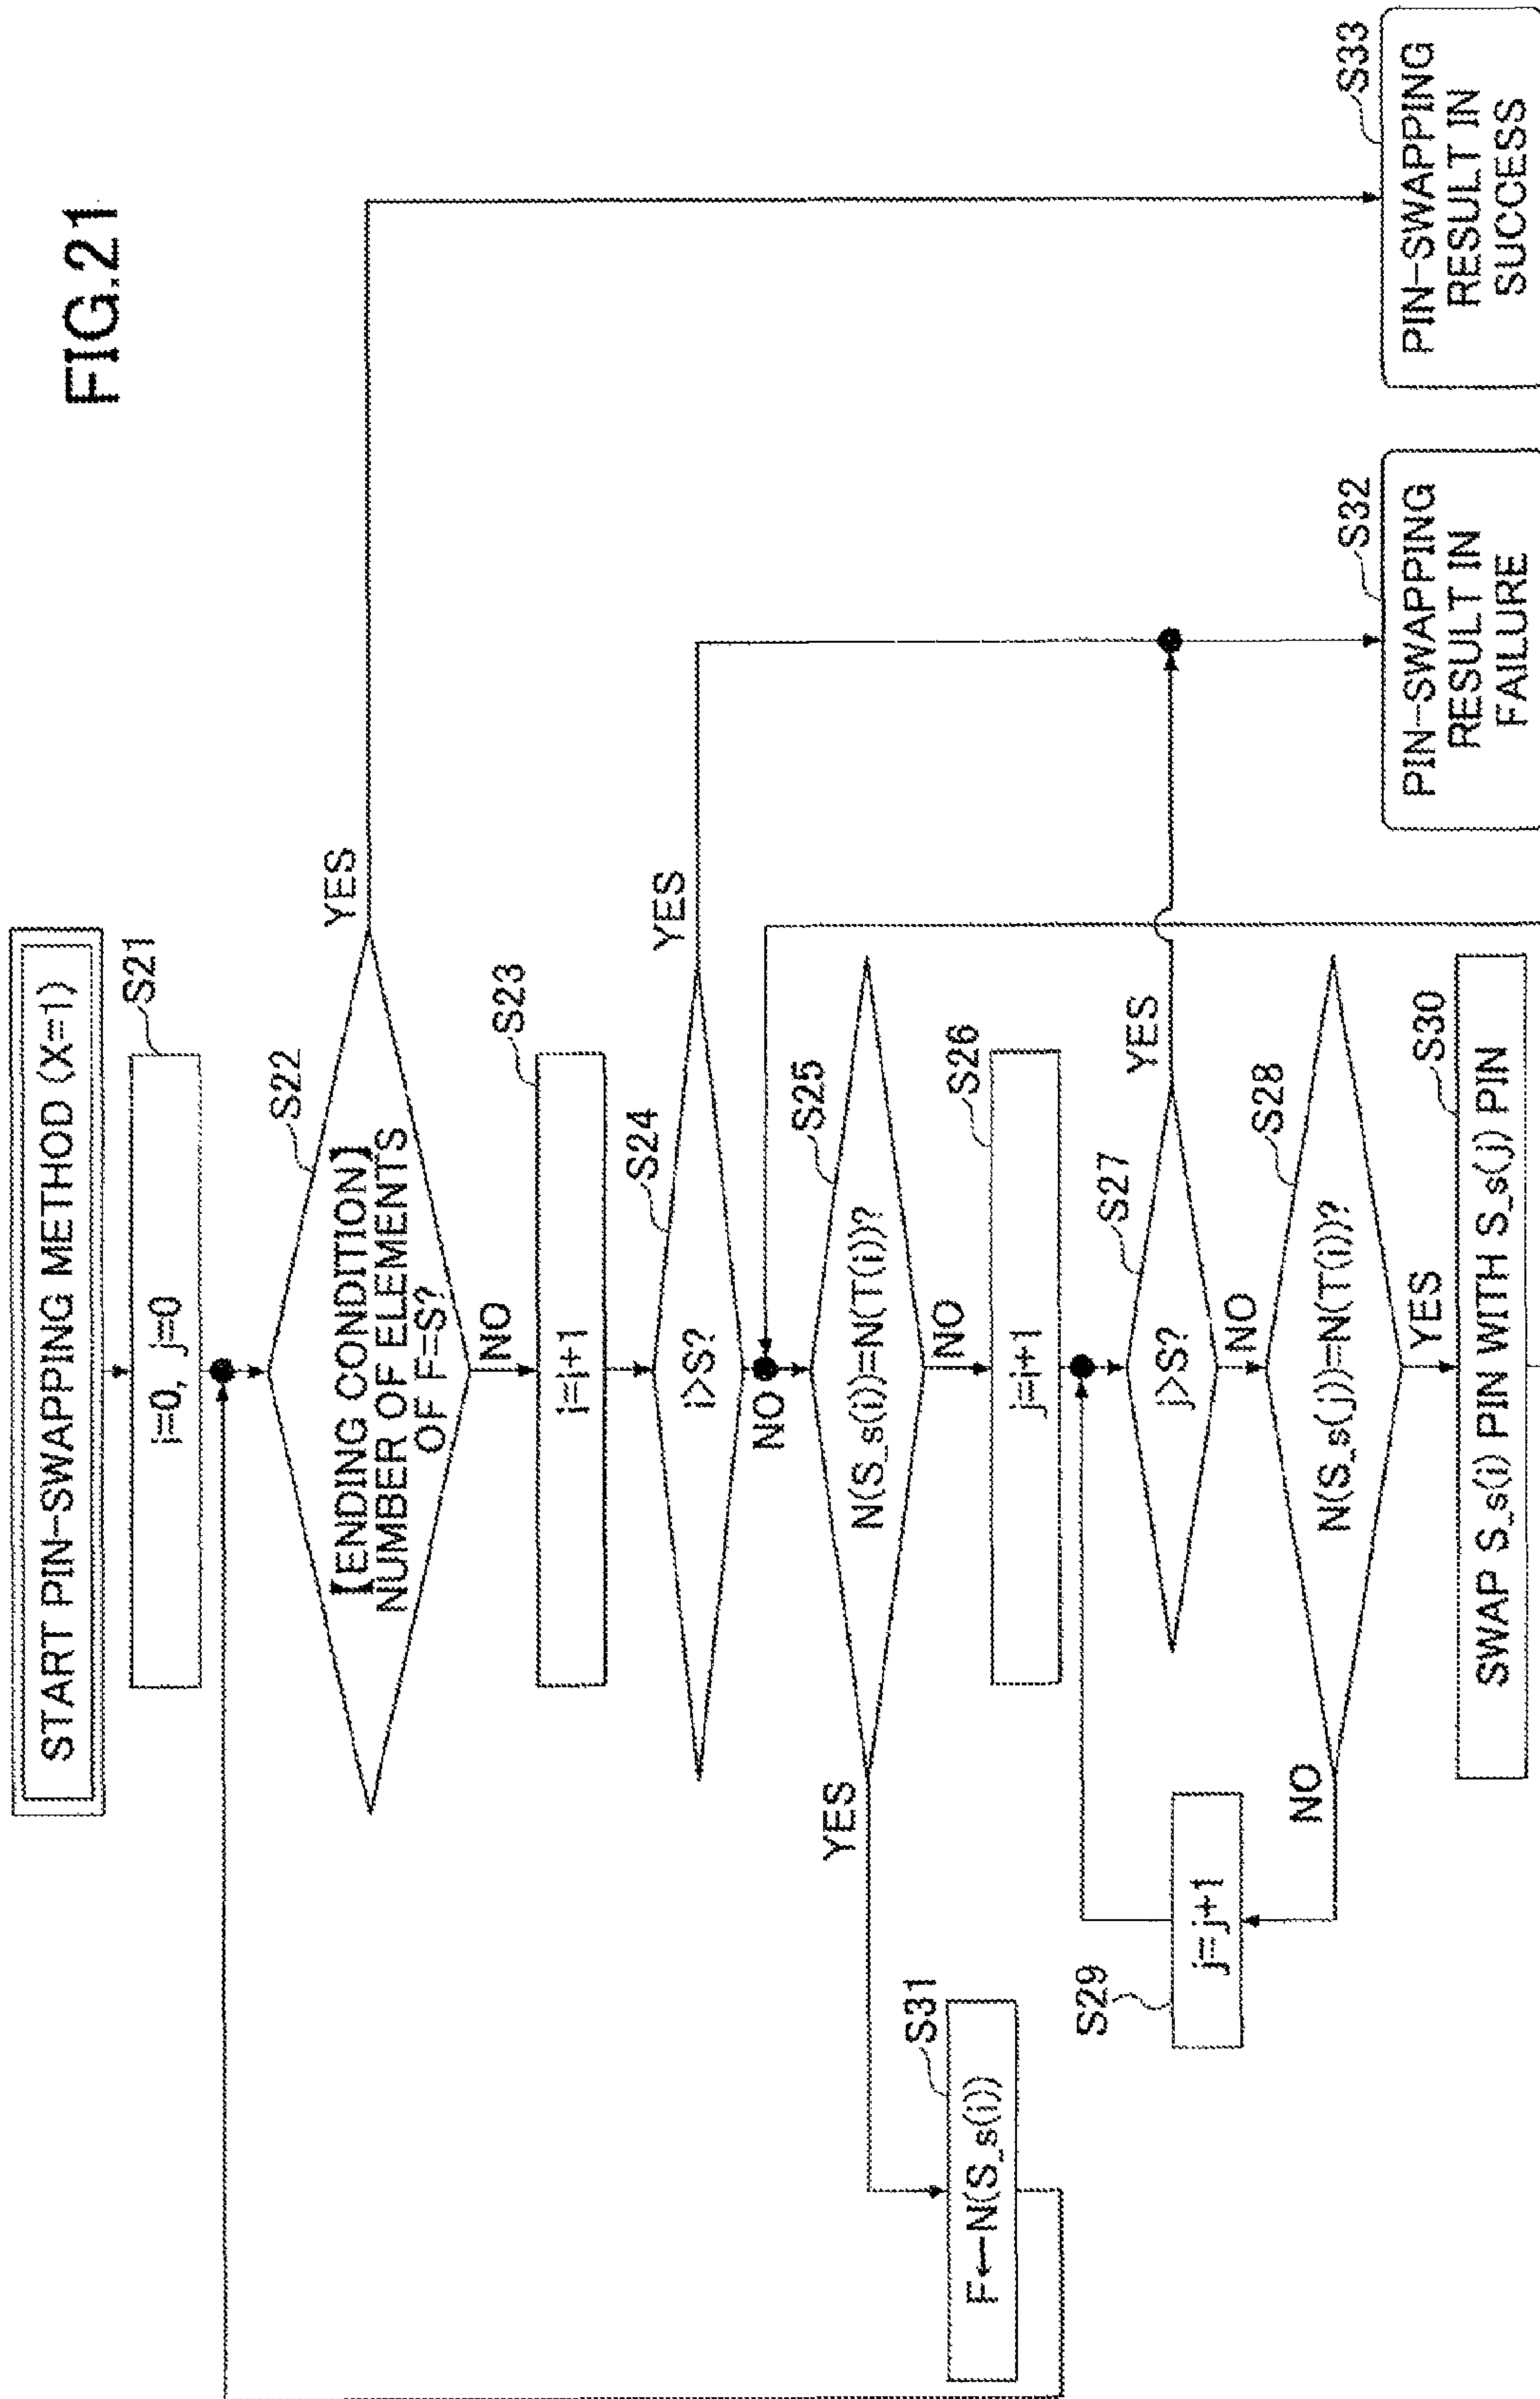 FIG.21
START PIN-SWAPPING METHOD (X=1)
S21
i=0, j=0
S22
【ENDING CONDITION】
NUMBER OF ELEMENTS
OF F=S?
YES
NO
S23
i=i+1
S24
i>S?
YES
NO
S25
N(S_s(i))=N(T(i))?
YES
NO
S31
F←N(S_s(i))
S26
j=i+1
S27
j>S?
YES
NO
S28
N(S_s(j))=N(T(i))?
NO
YES
S29
j=j+1
S30
SWAP S_s(i) PIN WITH S_s(j) PIN
S32
PIN-SWAPPING
RESULT IN
FAILURE
S33
PIN-SWAPPING
RESULT IN
SUCCESS